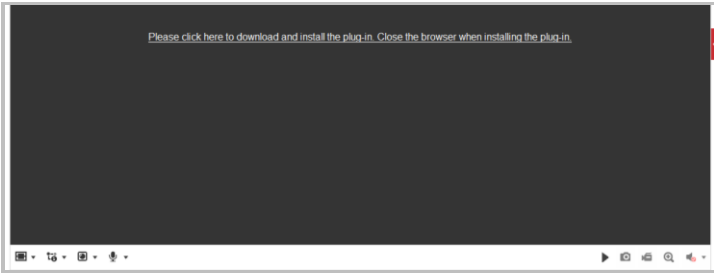 Please click here to download and install the plug-in. Close the browser when installing the plug-in.